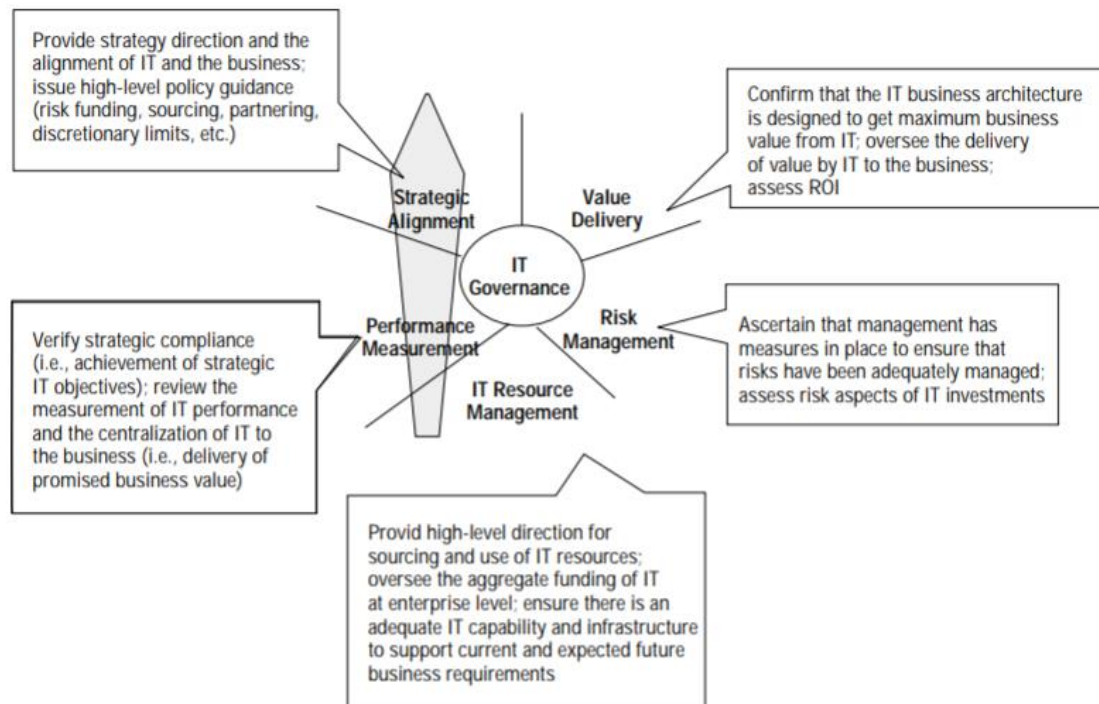 Provide strategy direction and the
alignment of IT and the business;
issue high-level policy guidance
(risk funding, sourcing, partnering,
discretionary limits, etc.)
Confirm that the IT business architecture
is designed to get maximum business
value from IT; oversee the delivery
of value by IT to the business;
assess ROI
Strategic
Alignment
Value
Delivery
IT
Governance
Performance
Measurement
Risk
Management
IT Resource
Management
Verify strategic compliance
(i.e., achievement of strategic
IT objectives); review the
measurement of IT performance
and the centralization of IT to
the business (i.e., delivery of
promised business value)
Ascertain that management has
measures in place to ensure that
risks have been adequately managed;
assess risk aspects of IT investments
Provid high-level direction for
sourcing and use of IT resources;
oversee the aggregate funding of IT
at enterprise level; ensure there is an
adequate IT capability and infrastructure
to support current and expected future
business requirements